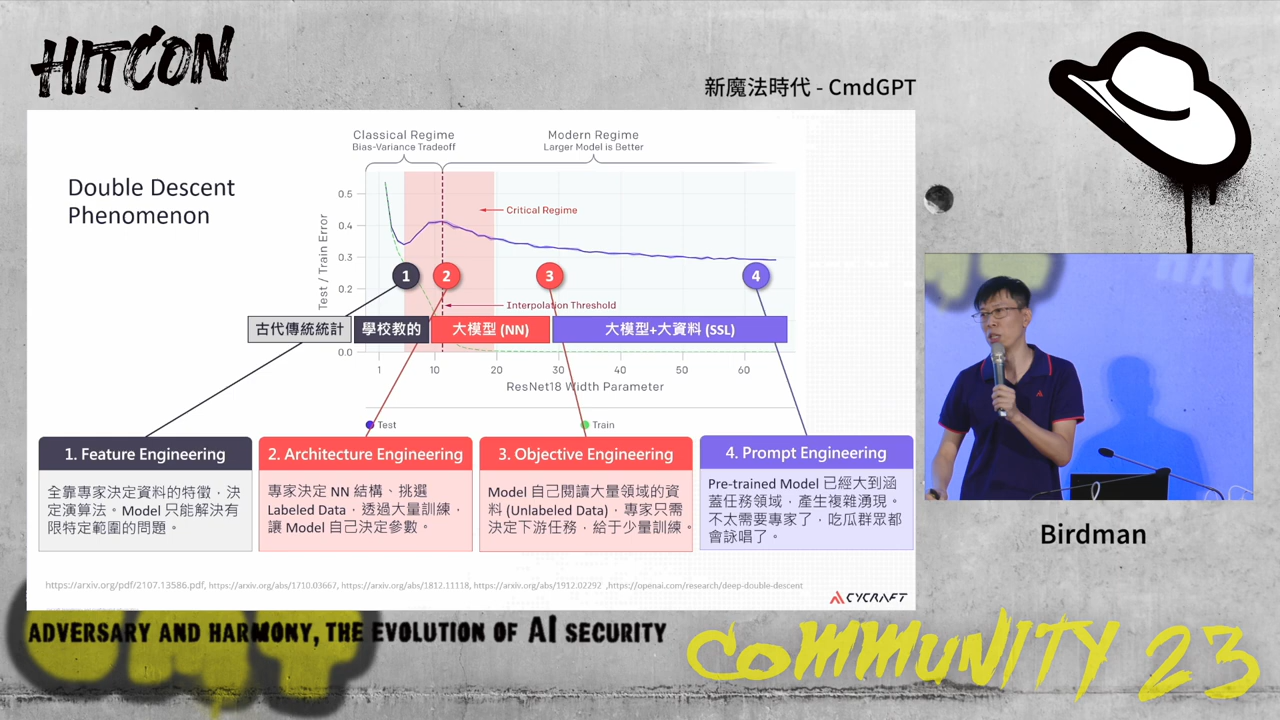 HITCON
新魔法時代 - CmdGPT
Double Descent
Phenomenon
Classical Regime
Bias-Variance Tradeoff
Modern Regime
Larger Model is Better
Critical Regime
Interpolation Threshold
Test / Train Error
0.5
0.4
0.3
0.2
0.0
1
2
3
4
古代傳統統計
學校教的
大模型 (NN)
大模型+大資料 (SSL)
1 10 20 30 40 50 60
ResNet18 Width Parameter
Test
Train
1. Feature Engineering
全靠專家決定資料的特徵，決
定演算法。Model 只能解決有
限特定範圍的問題。
2. Architecture Engineering
專家決定 NN 結構、挑選
Labeled Data，透過大量訓練，
讓 Model 自己決定參數。
3. Objective Engineering
Model 自己閱讀大量領域的資
料 (Unlabeled Data)，專家只需
決定下游任務，給于少量訓練。
4. Prompt Engineering
Pre-trained Model 已經大到涵
蓋任務領域，產生複雜湧現。
不太需要專家了，吃瓜群眾都
會詠唱了。
https://arxiv.org/pdf/2107.13586.pdf, https://arxiv.org/abs/1710.03667, https://arxiv.org/abs/1812.11118, https://arxiv.org/abs/1912.02292 ,https://openai.com/research/deep-double-descent
CYCRAFT
Birdman
ADVERSARY AND HARMONY, THE EVOLUTION OF AI SECURITY
COMMUNITY 23